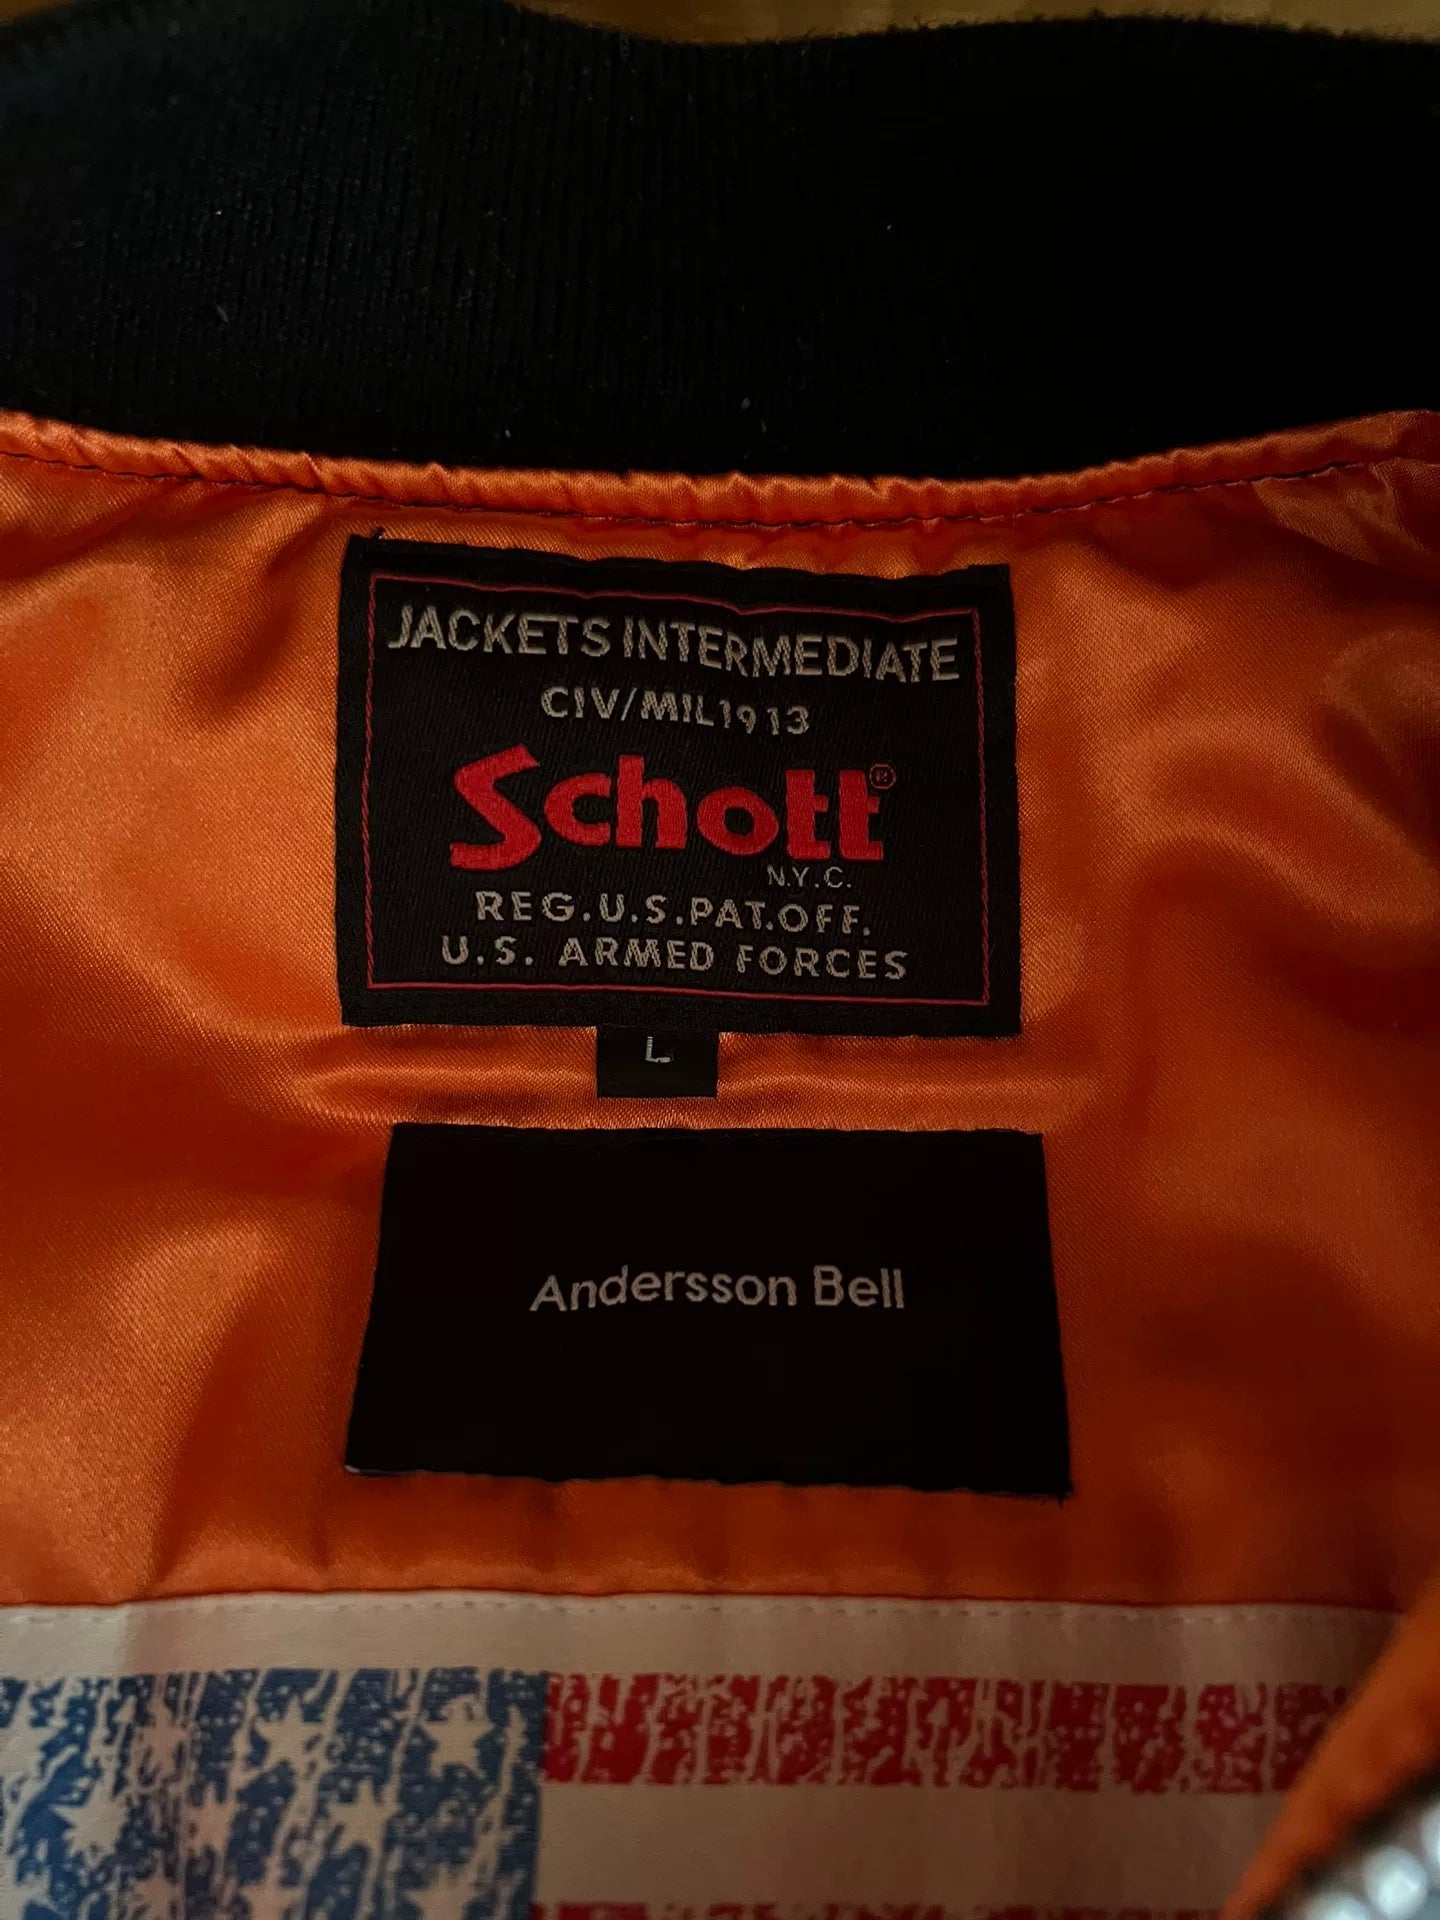 JACKETS INTERMEDIATE
CIV/MIL1913
Schott®
N.Y.C.
REG.U.S.PAT.OFF.
U.S. ARMED FORCES
L
Andersson Bell